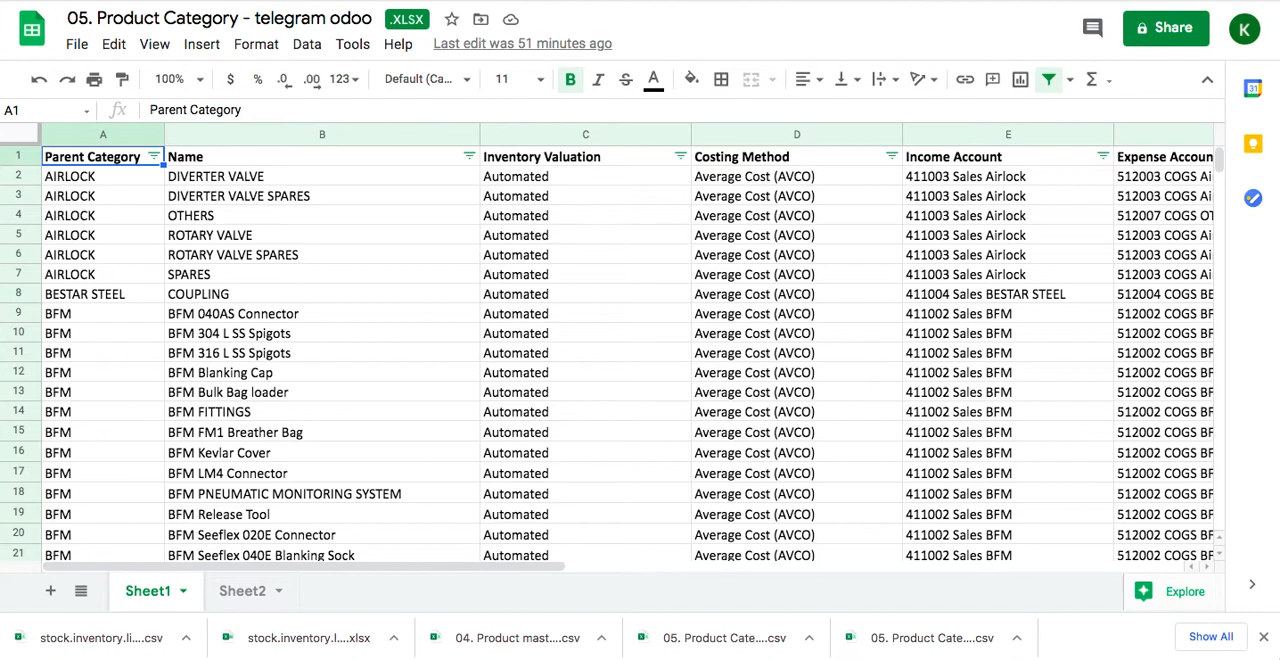 05. Product Category - telegram odoo .XLSX
File Edit View Insert Format Data Tools Help Last edit was 51 minutes ago
Share K
100% $ % .0 .00 123 Default (Ca... 11 B I S A Σ
31
A1 fx Parent Category
A B C D E
1 Parent Category Name Inventory Valuation Costing Method Income Account Expense Accoun
2 AIRLOCK DIVERTER VALVE Automated Average Cost (AVCO) 411003 Sales Airlock 512003 COGS Ai
3 AIRLOCK DIVERTER VALVE SPARES Automated Average Cost (AVCO) 411003 Sales Airlock 512003 COGS Ai
4 AIRLOCK OTHERS Automated Average Cost (AVCO) 411003 Sales Airlock 512007 COGS OT
5 AIRLOCK ROTARY VALVE Automated Average Cost (AVCO) 411003 Sales Airlock 512003 COGS Ai
6 AIRLOCK ROTARY VALVE SPARES Automated Average Cost (AVCO) 411003 Sales Airlock 512003 COGS Ai
7 AIRLOCK SPARES Automated Average Cost (AVCO) 411003 Sales Airlock 512003 COGS Ai
8 BESTAR STEEL COUPLING Automated Average Cost (AVCO) 411004 Sales BESTAR STEEL 512004 COGS BE
9 BFM BFM 040AS Connector Automated Average Cost (AVCO) 411002 Sales BFM 512002 COGS BF
10 BFM BFM 304 L SS Spigots Automated Average Cost (AVCO) 411002 Sales BFM 512002 COGS BF
11 BFM BFM 316 L SS Spigots Automated Average Cost (AVCO) 411002 Sales BFM 512002 COGS BF
12 BFM BFM Blanking Cap Automated Average Cost (AVCO) 411002 Sales BFM 512002 COGS BF
13 BFM BFM Bulk Bag loader Automated Average Cost (AVCO) 411002 Sales BFM 512002 COGS BF
14 BFM BFM FITTINGS Automated Average Cost (AVCO) 411002 Sales BFM 512002 COGS BF
15 BFM BFM FM1 Breather Bag Automated Average Cost (AVCO) 411002 Sales BFM 512002 COGS BF
16 BFM BFM Kevlar Cover Automated Average Cost (AVCO) 411002 Sales BFM 512002 COGS BF
17 BFM BFM LM4 Connector Automated Average Cost (AVCO) 411002 Sales BFM 512002 COGS BF
18 BFM BFM PNEUMATIC MONITORING SYSTEM Automated Average Cost (AVCO) 411002 Sales BFM 512002 COGS BF
19 BFM BFM Release Tool Automated Average Cost (AVCO) 411002 Sales BFM 512002 COGS BF
20 BFM BFM Seeflex 020E Connector Automated Average Cost (AVCO) 411002 Sales BFM 512002 COGS BF
21 BFM BFM Seeflex 040E Blanking Sock Automated Average Cost (AVCO) 411002 Sales BFM 512002 COGS BF
+ Sheet1 Sheet2 Explore
stock.inventory.li....csv stock.inventory.l....xlsx 04. Product mast....csv 05. Product Cate....csv 05. Product Cate....csv Show All